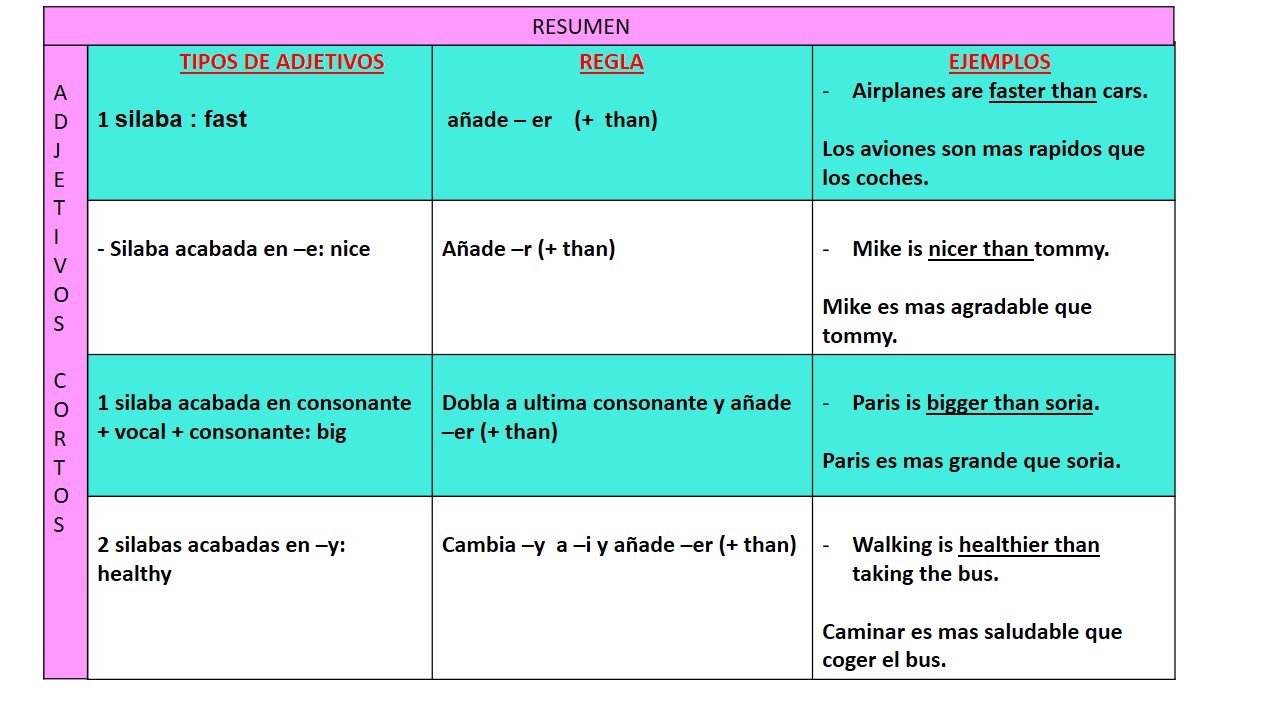 RESUMEN
ADJETIVOS CORTOS
TIPOS DE ADJETIVOS
1 silaba : fast
REGLA
añade – er (+ than)
EJEMPLOS
- Airplanes are faster than cars.
Los aviones son mas rapidos que
los coches.
- Silaba acabada en –e: nice
Añade –r (+ than)
- Mike is nicer than tommy.
Mike es mas agradable que
tommy.
1 silaba acabada en consonante
+ vocal + consonante: big
Dobla a ultima consonante y añade
–er (+ than)
- Paris is bigger than soria.
Paris es mas grande que soria.
2 silabas acabadas en –y:
healthy
Cambia –y a –i y añade –er (+ than)
- Walking is healthier than
taking the bus.
Caminar es mas saludable que
coger el bus.